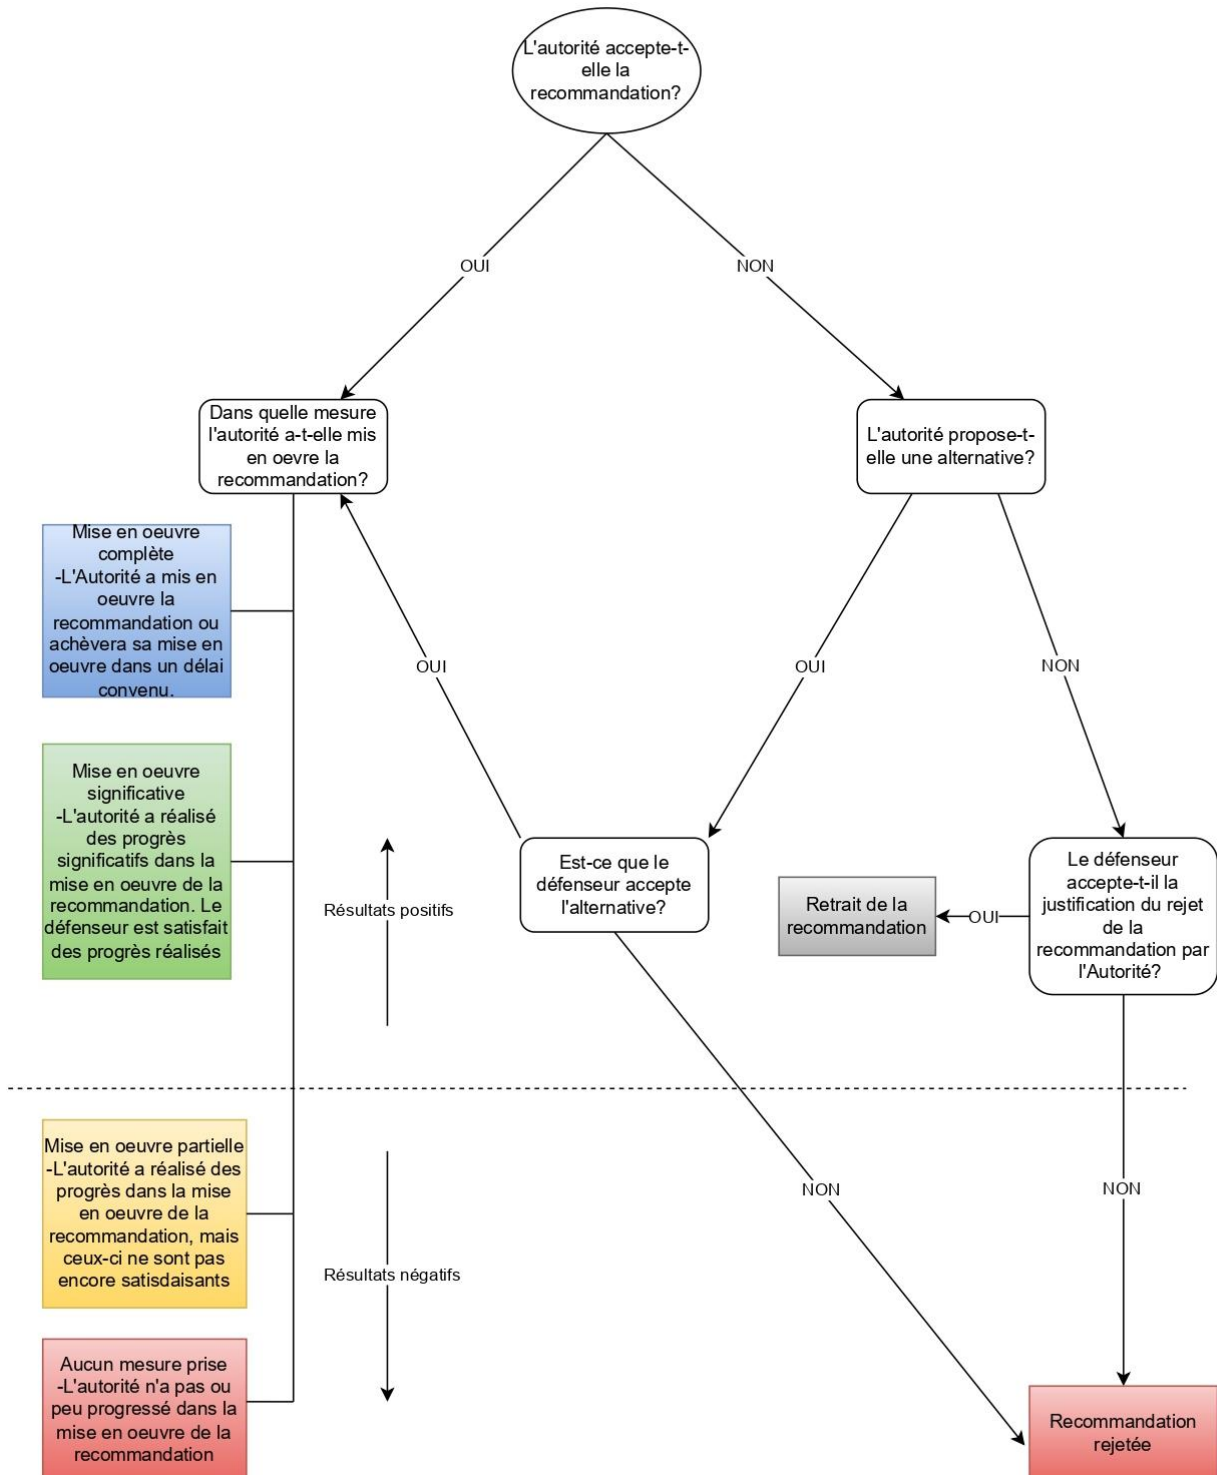 L'autorité accepte-t-
elle la
recommandation?
OUI
NON
Dans quelle mesure
l'autorité a-t-elle mis
en oevre la
recommandation?
L'autorité propose-t-
elle une alternative?
Mise en oeuvre
complète
-L'Autorité a mis en
oeuvre la
recommandation ou
achèvera sa mise en
oeuvre dans un délai
convenu.
OUI
OUI
NON
Mise en oeuvre
significative
-L'autorité a réalisé
des progrès
significatifs dans la
mise en oeuvre de la
recommandation. Le
défenseur est satisfait
des progrès réalisés
Résultats positifs
Est-ce que le
défenseur accepte
l'alternative?
Retrait de la
recommandation
OUI
Le défenseur
accepte-t-il la
justification du rejet
de la
recommandation par
l'Autorité?
Mise en oeuvre partielle
-L'autorité a réalisé des
progrès dans la mise
en oeuvre de la
recommandation, mais
ceux-ci ne sont pas
encore satisdaisants
Résultats négatifs
NON
NON
Aucun mesure prise
-L'autorité n'a pas ou
peu progressé dans la
mise en oeuvre de la
recommandation
Recommandation
rejetée